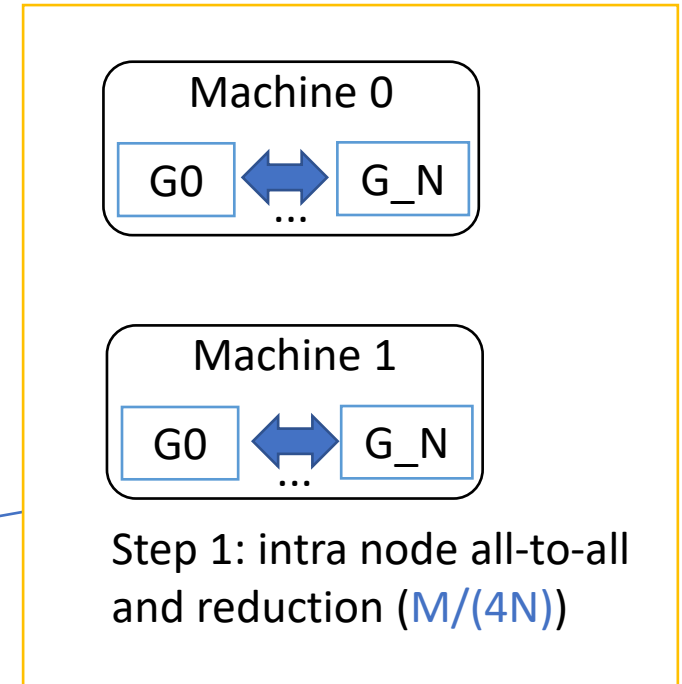 Machine 0
G0 G_N
...
Machine 1
G0 G_N
...
Step 1: intra node all-to-all
and reduction (M/(4N))